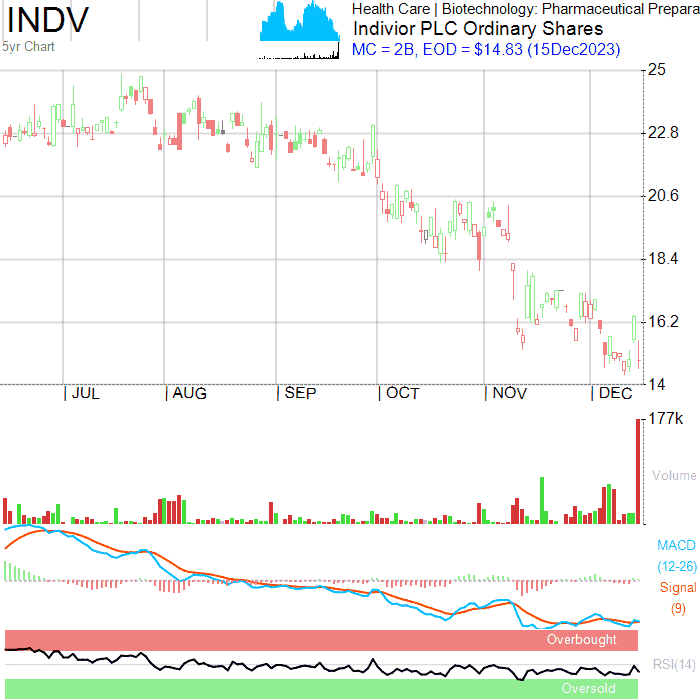 INDV
5yr Chart
Health Care | Biotechnology: Pharmaceutical Prepara
Indivior PLC Ordinary Shares
MC = 2B, EOD = $14.83 (15Dec2023)
25
22.8
20.6
18.4
16.2
14
| JUL | AUG | SEP | OCT | NOV | DEC
177k
Volume
MACD
(12-26)
Signal
(9)
Overbought
RSI(14)
Oversold